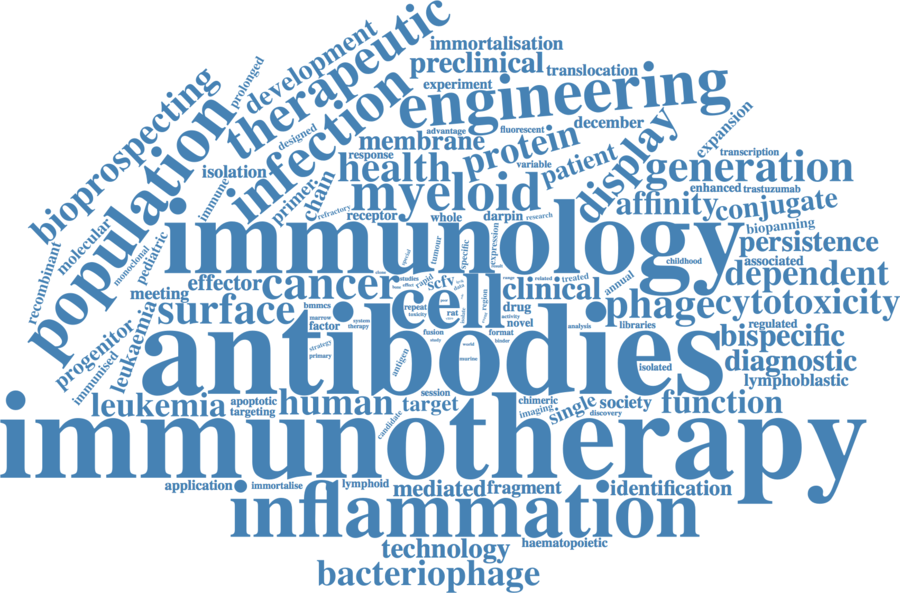 therapeutic
development
immortalisation
preclinical
translocation
prolonged
bioprospecting
experiment
engineering
infection
population
designed
advantage
fluorescent
december
expansion
membrane
protein
display
response
health
variable
patient
transcription
generation
isolation
immune
primer
chain
myeloid
enhanced
trastuzumab
affinity
conjugate
refractory
receptor
whole
darpin
research
biopanning
molecular
recombinant
monoclonal
pediatric
immunology
tumour
specific
expression
persistence
childhood
associated
effector
cancer
studies
rapid
scfv
cell
range
related
treated
clinical
annual
dependent
meeting
surface
bmmcs
repeat
toxicity
rat
region
drug
activity
novel
phage
cytotoxicity
marrow
factor
system
therapy
antibodies
fusion
study
format
binder
analysis
libraries
regulated
bispecific
progenitor
immunised
leukaemia
strategy
primary
antigen
world
murine
isolated
diagnostic
lymphoblastic
leukemia
apoptotic
targeting
human
target
session
chimeric
imaging
single
society
discovery
function
candidate
immunotherapy
application
immortalise
lymphoid
mediated
fragment
identification
inflammation
technology
haematopoietic
bacteriophage